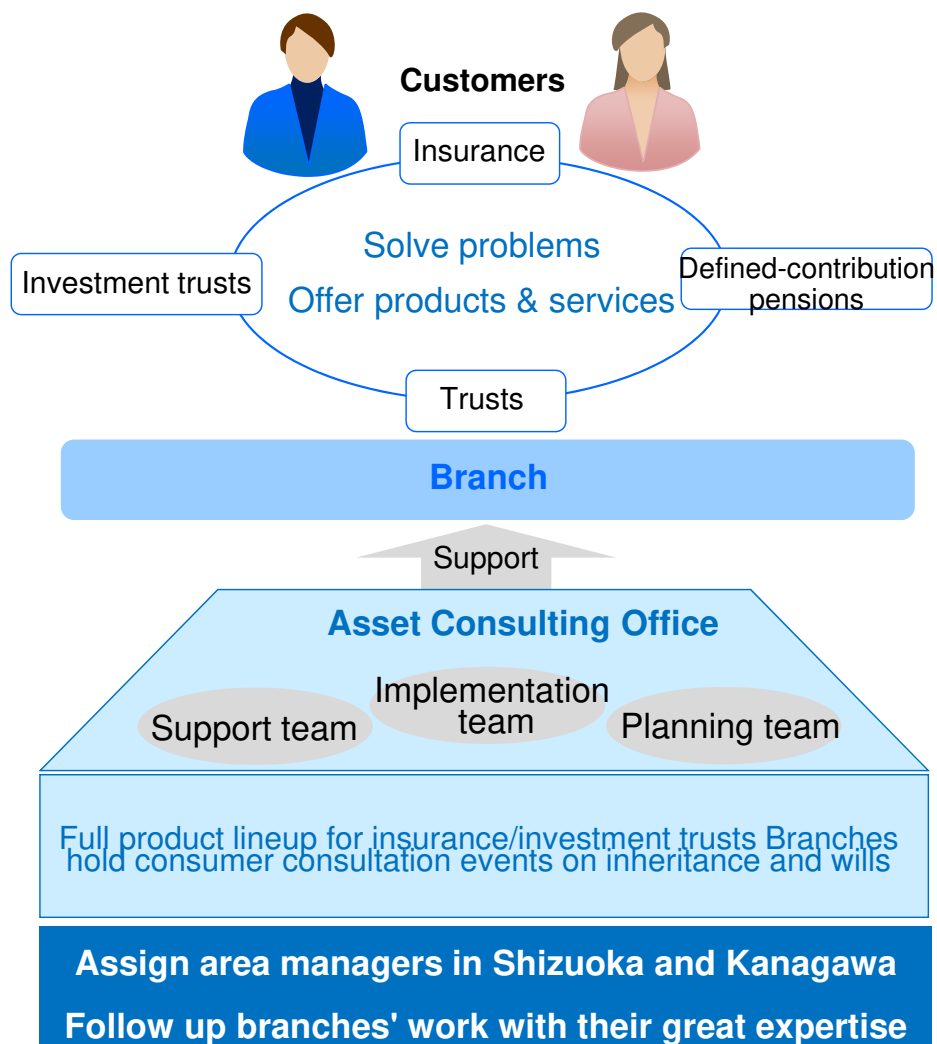 Customers
Insurance
Solve problems
Investment trusts
Defined-contribution
pensions
Offer products & services
Trusts
Branch
Support
Asset Consulting Office
Implementation
team
Support team
Planning team
Full product lineup for insurance/investment trusts Branches
hold consumer consultation events on inheritance and wills
Assign area managers in Shizuoka and Kanagawa
Follow up branches' work with their great expertise